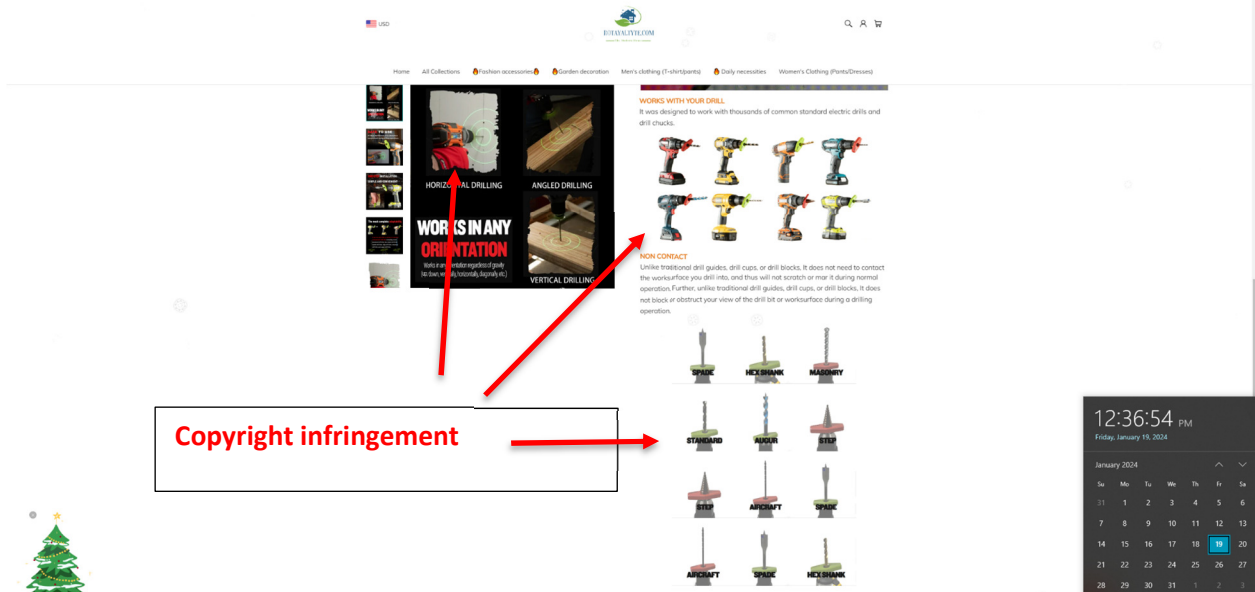 USD
Home All Collections 🔥Fashion accessories🔥 🔥Garden decoration Men's clothing (T-shirt/pants) 🔥Daily necessities Women's Clothing (Pants/Dresses)
HORIZONTAL DRILLING ANGLED DRILLING
WORKS IN ANY
ORIENTATION
VERTICAL DRILLING
WORKS WITH YOUR DRILL
It was designed to work with thousands of common standard electric drills and
drill chucks.
NON CONTACT
Unlike traditional drill guides, drill cups, or drill blocks, It does not need to contact
the worksurface you drill into, and thus will not scratch or mar it during normal
operation. Further, unlike traditional drill guides, drill cups, or drill blocks, It does
not block or obstruct your view of the drill bit or worksurface during a drilling
operation.
SPADE HEX SHANK MASONRY
STANDARD AUGUR STEP
STEP AIRCRAFT SPADE
AIRCRAFT SPADE HEX SHANK
Copyright infringement
12:36:54 PM
Friday, January 19, 2024
January 2024
Su Mo Tu We Th Fr Sa
31 1 2 3 4 5 6
7 8 9 10 11 12 13
14 15 16 17 18 19 20
21 22 23 24 25 26 27
28 29 30 31 1 2 3